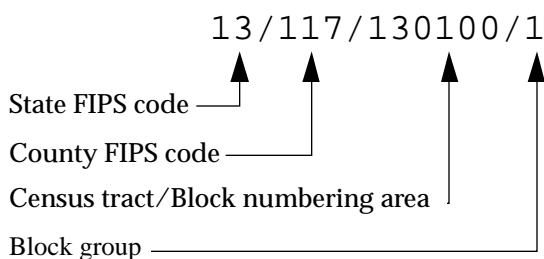 13/117/130100/1
State FIPS code
County FIPS code
Census tract/Block numbering area
Block group